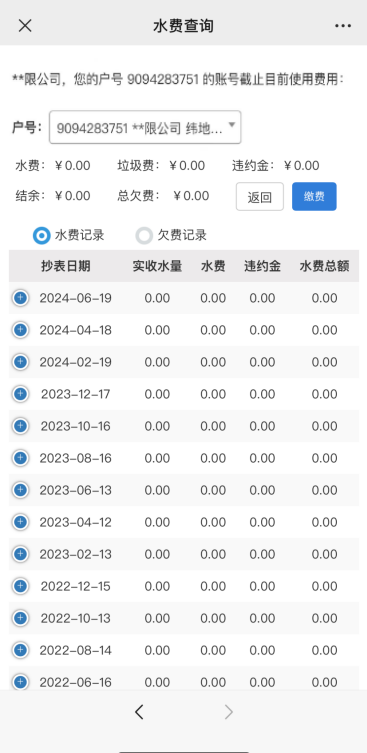 水费查询
**限公司，您的户号 9094283751 的账号截止目前使用费用：
户号： 9094283751 **限公司 纬地...
水费：￥0.00 垃圾费：￥0.00 违约金：￥0.00
结余：￥0.00 总欠费：￥0.00 返回 缴费
水费记录 欠费记录
抄表日期 实收水量 水费 违约金 水费总额
2024-06-19 0.00 0.00 0.00 0.00
2024-04-18 0.00 0.00 0.00 0.00
2024-02-19 0.00 0.00 0.00 0.00
2023-12-17 0.00 0.00 0.00 0.00
2023-10-16 0.00 0.00 0.00 0.00
2023-08-16 0.00 0.00 0.00 0.00
2023-06-13 0.00 0.00 0.00 0.00
2023-04-12 0.00 0.00 0.00 0.00
2023-02-13 0.00 0.00 0.00 0.00
2022-12-15 0.00 0.00 0.00 0.00
2022-10-13 0.00 0.00 0.00 0.00
2022-08-14 0.00 0.00 0.00 0.00
2022-06-16 0.00 0.00 0.00 0.00